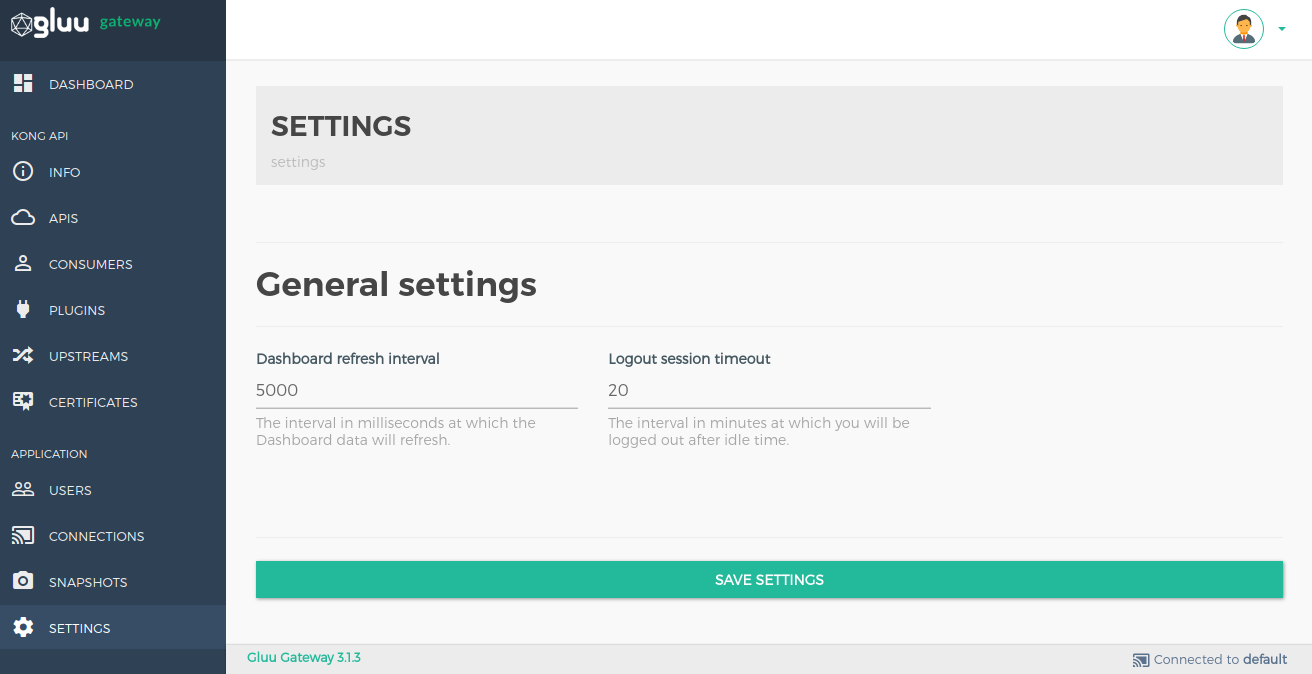 gluu gateway
DASHBOARD
KONG API
INFO
APIS
CONSUMERS
PLUGINS
UPSTREAMS
CERTIFICATES
APPLICATION
USERS
CONNECTIONS
SNAPSHOTS
SETTINGS
SETTINGS
settings
General settings
Dashboard refresh interval
5000
The interval in milliseconds at which the
Dashboard data will refresh.
Logout session timeout
20
The interval in minutes at which you will be
logged out after idle time.
SAVE SETTINGS
Gluu Gateway 3.1.3
Connected to default